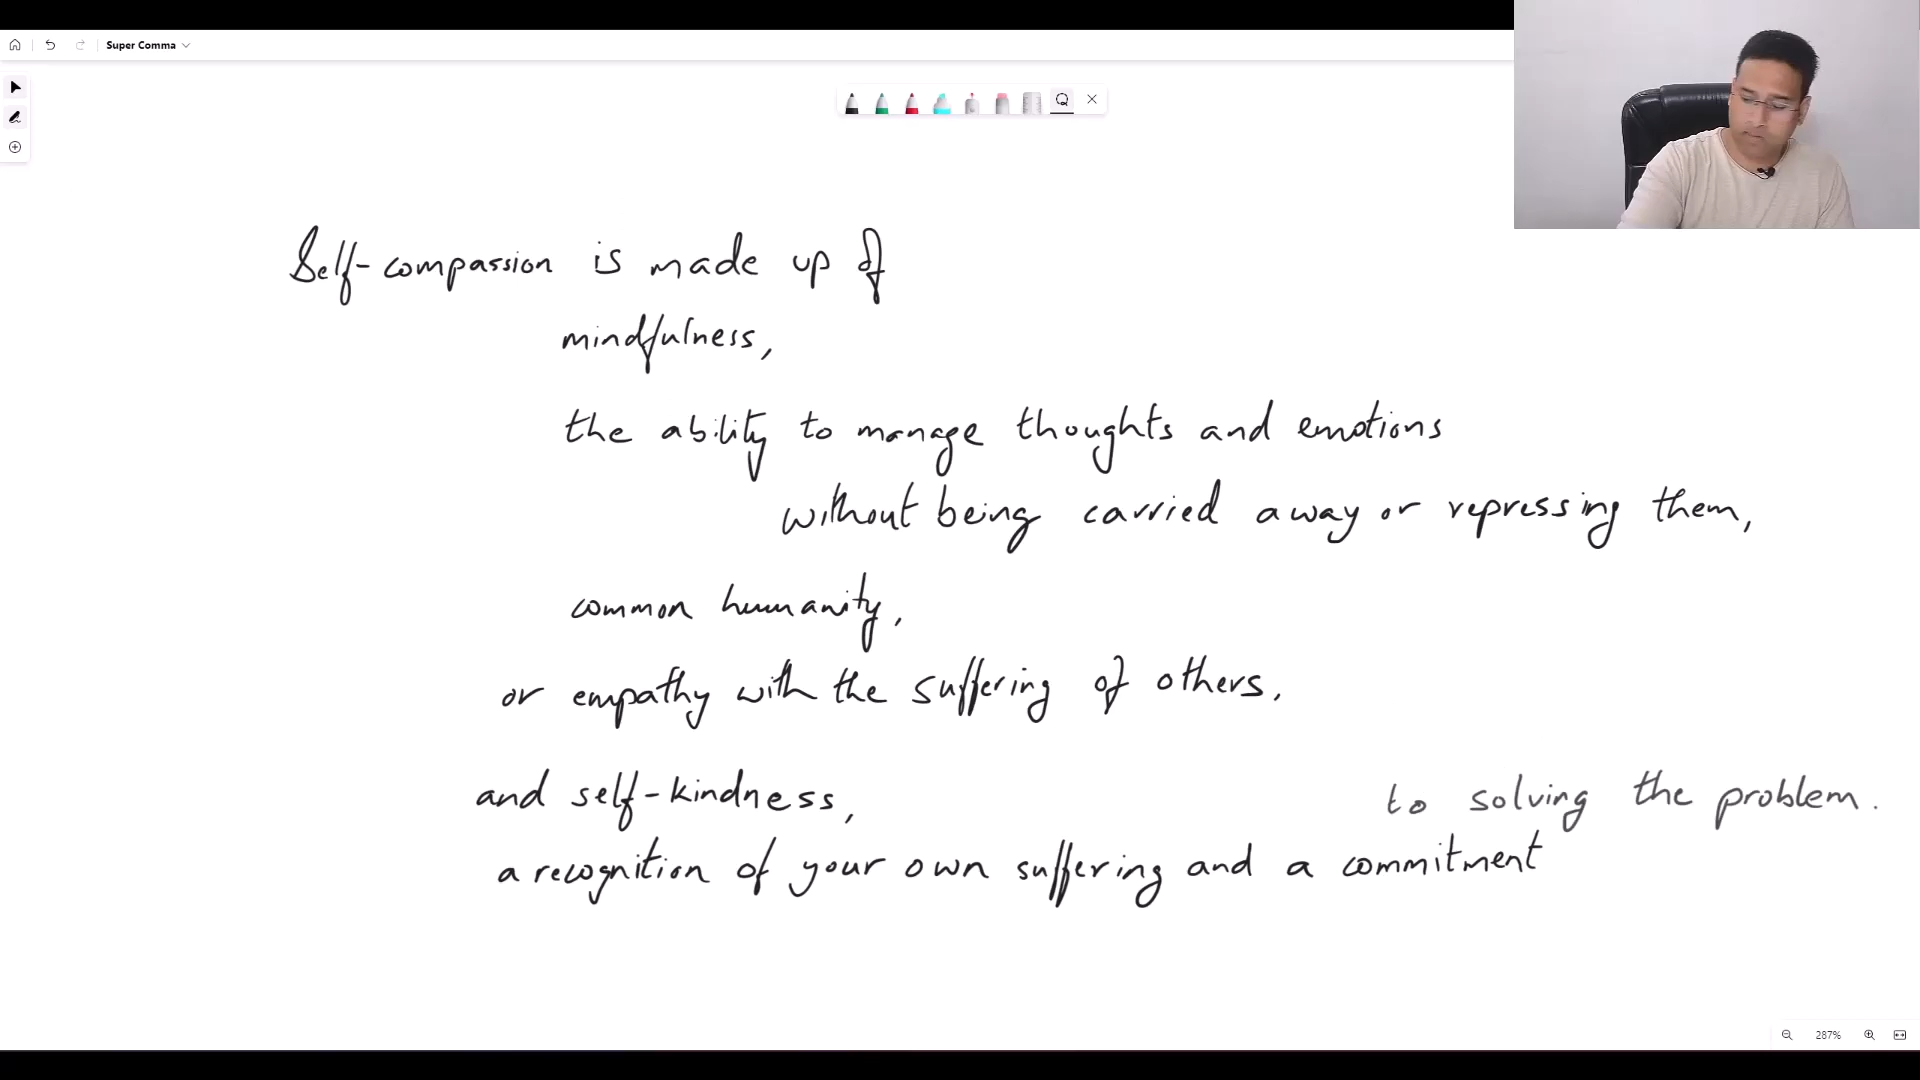 Super Comma
Self-compassion is made up of
mindfulness,
the ability to manage thoughts and emotions
without being carried away or repressing them,
common humanity,
or empathy with the suffering of others,
and self-kindness,
to solving the problem.
a recognition of your own suffering and a commitment
287%